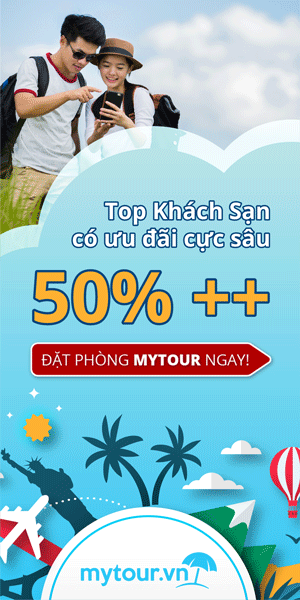 Top Khách Sạn
có ưu đãi cực sâu
50% ++
ĐẶT PHÒNG MYTOUR NGAY!
mytour.vn